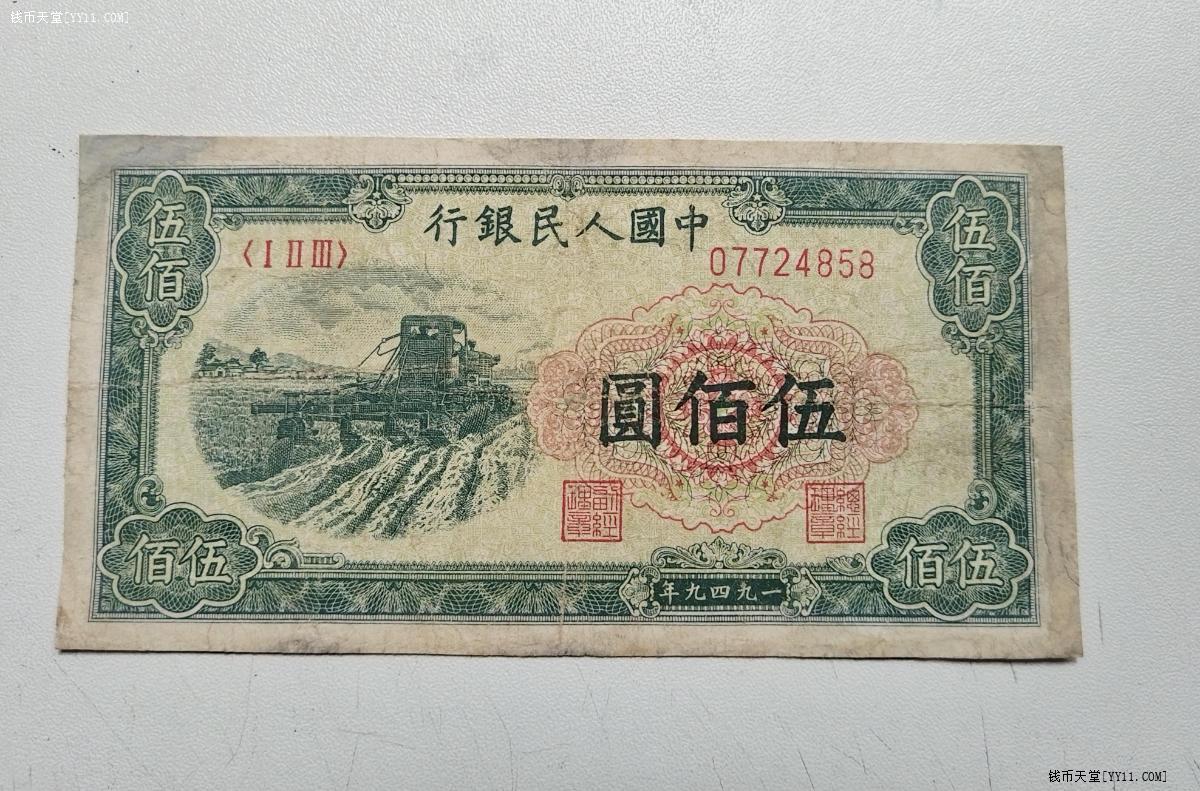 钱币天堂[YY11.COM]
行銀民人國中
伍佰
〈I II III〉
07724858
伍佰
圓佰伍
副經理章
總經理章
佰伍
年九四九一
佰伍
钱币天堂[YY11.COM]